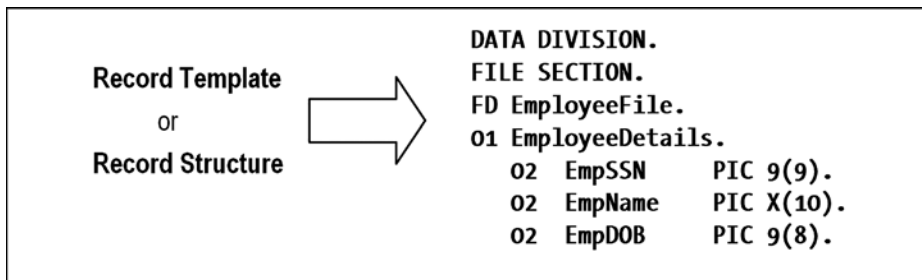 Record Template
or
Record Structure
DATA DIVISION.
FILE SECTION.
FD EmployeeFile.
01 EmployeeDetails.
02 EmpSSN PIC 9(9).
02 EmpName PIC X(10).
02 EmpDOB PIC 9(8).